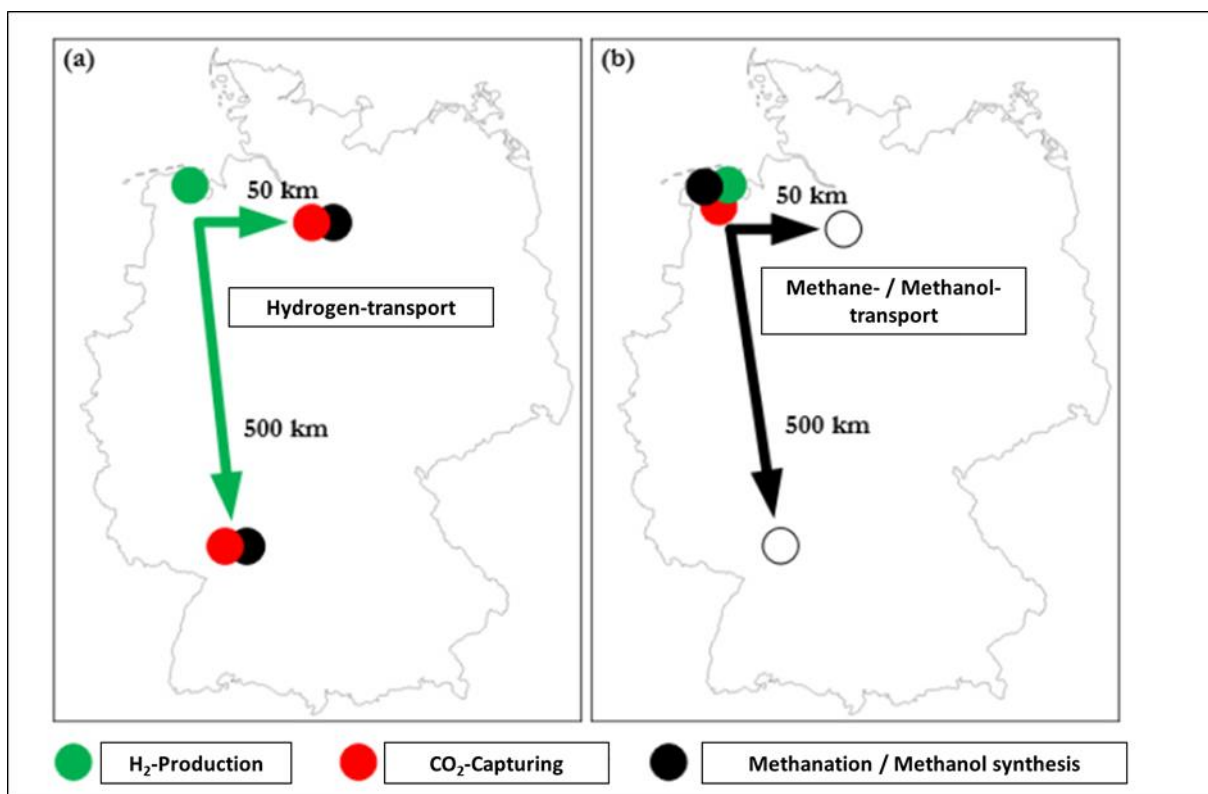 (a)
50 km
Hydrogen-transport
500 km
(b)
50 km
Methane- / Methanol-
transport
500 km
H₂-Production
CO₂-Capturing
Methanation / Methanol synthesis